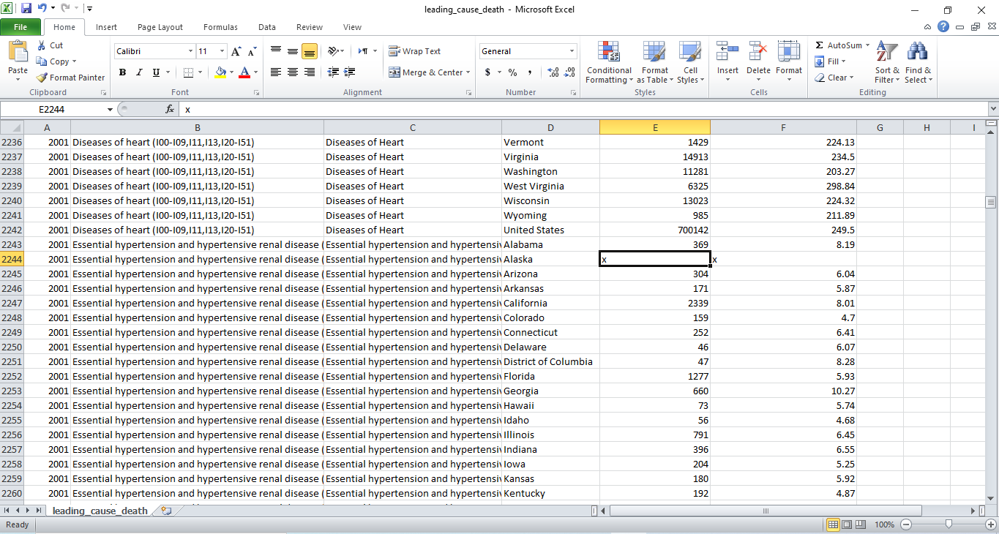 leading_cause_death - Microsoft Excel
File Home Insert Page Layout Formulas Data Review View
Paste
Cut
Copy
Format Painter
Clipboard
Calibri 11
B I U
Font
Wrap Text
Merge & Center
Alignment
General
$ % ,
Number
Conditional Formatting
Format as Table
Cell Styles
Styles
Insert Delete Format
Cells
Σ AutoSum
Fill
Clear
Sort & Filter
Find & Select
Editing
E2244 fx x
A B C D E F G H I
2236 2001 Diseases of heart (I00-I09,I11,I13,I20-I51) Diseases of Heart Vermont 1429 224.13
2237 2001 Diseases of heart (I00-I09,I11,I13,I20-I51) Diseases of Heart Virginia 14913 234.5
2238 2001 Diseases of heart (I00-I09,I11,I13,I20-I51) Diseases of Heart Washington 11281 203.27
2239 2001 Diseases of heart (I00-I09,I11,I13,I20-I51) Diseases of Heart West Virginia 6325 298.84
2240 2001 Diseases of heart (I00-I09,I11,I13,I20-I51) Diseases of Heart Wisconsin 13023 224.32
2241 2001 Diseases of heart (I00-I09,I11,I13,I20-I51) Diseases of Heart Wyoming 985 211.89
2242 2001 Diseases of heart (I00-I09,I11,I13,I20-I51) Diseases of Heart United States 700142 249.5
2243 2001 Essential hypertension and hypertensive renal disease ( Essential hypertension and hypertensiv Alabama 369 8.19
2244 2001 Essential hypertension and hypertensive renal disease ( Essential hypertension and hypertensiv Alaska x x
2245 2001 Essential hypertension and hypertensive renal disease ( Essential hypertension and hypertensiv Arizona 304 6.04
2246 2001 Essential hypertension and hypertensive renal disease ( Essential hypertension and hypertensiv Arkansas 171 5.87
2247 2001 Essential hypertension and hypertensive renal disease ( Essential hypertension and hypertensiv California 2339 8.01
2248 2001 Essential hypertension and hypertensive renal disease ( Essential hypertension and hypertensiv Colorado 159 4.7
2249 2001 Essential hypertension and hypertensive renal disease ( Essential hypertension and hypertensiv Connecticut 252 6.41
2250 2001 Essential hypertension and hypertensive renal disease ( Essential hypertension and hypertensiv Delaware 46 6.07
2251 2001 Essential hypertension and hypertensive renal disease ( Essential hypertension and hypertensiv District of Columbia 47 8.28
2252 2001 Essential hypertension and hypertensive renal disease ( Essential hypertension and hypertensiv Florida 1277 5.93
2253 2001 Essential hypertension and hypertensive renal disease ( Essential hypertension and hypertensiv Georgia 660 10.27
2254 2001 Essential hypertension and hypertensive renal disease ( Essential hypertension and hypertensiv Hawaii 73 5.74
2255 2001 Essential hypertension and hypertensive renal disease ( Essential hypertension and hypertensiv Idaho 56 4.68
2256 2001 Essential hypertension and hypertensive renal disease ( Essential hypertension and hypertensiv Illinois 791 6.45
2257 2001 Essential hypertension and hypertensive renal disease ( Essential hypertension and hypertensiv Indiana 396 6.55
2258 2001 Essential hypertension and hypertensive renal disease ( Essential hypertension and hypertensiv Iowa 204 5.25
2259 2001 Essential hypertension and hypertensive renal disease ( Essential hypertension and hypertensiv Kansas 180 5.92
2260 2001 Essential hypertension and hypertensive renal disease ( Essential hypertension and hypertensiv Kentucky 192 4.87
leading_cause_death
Ready 100%